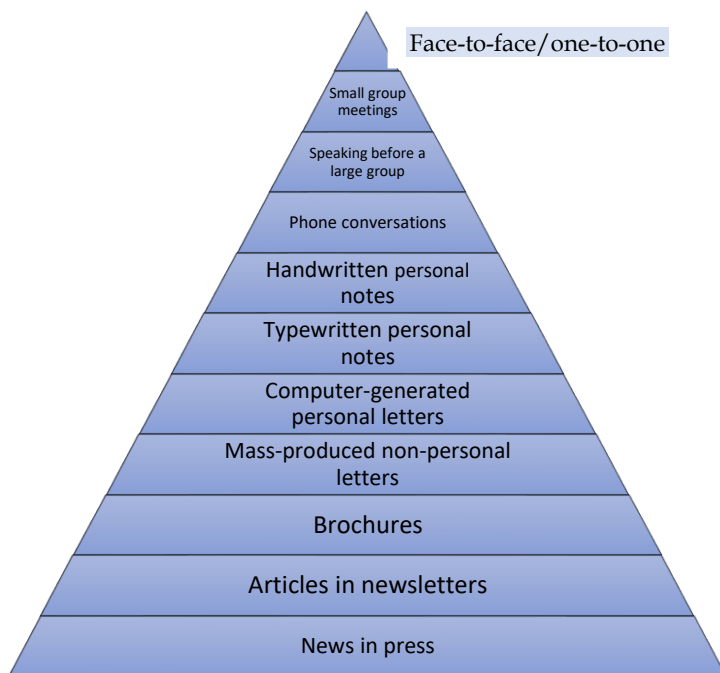 Face-to-face/one-to-one
Small group
meetings
Speaking before a
large group
Phone conversations
Handwritten personal
notes
Typewritten personal
notes
Computer-generated
personal letters
Mass-produced non-personal
letters
Brochures
Articles in newsletters
News in press